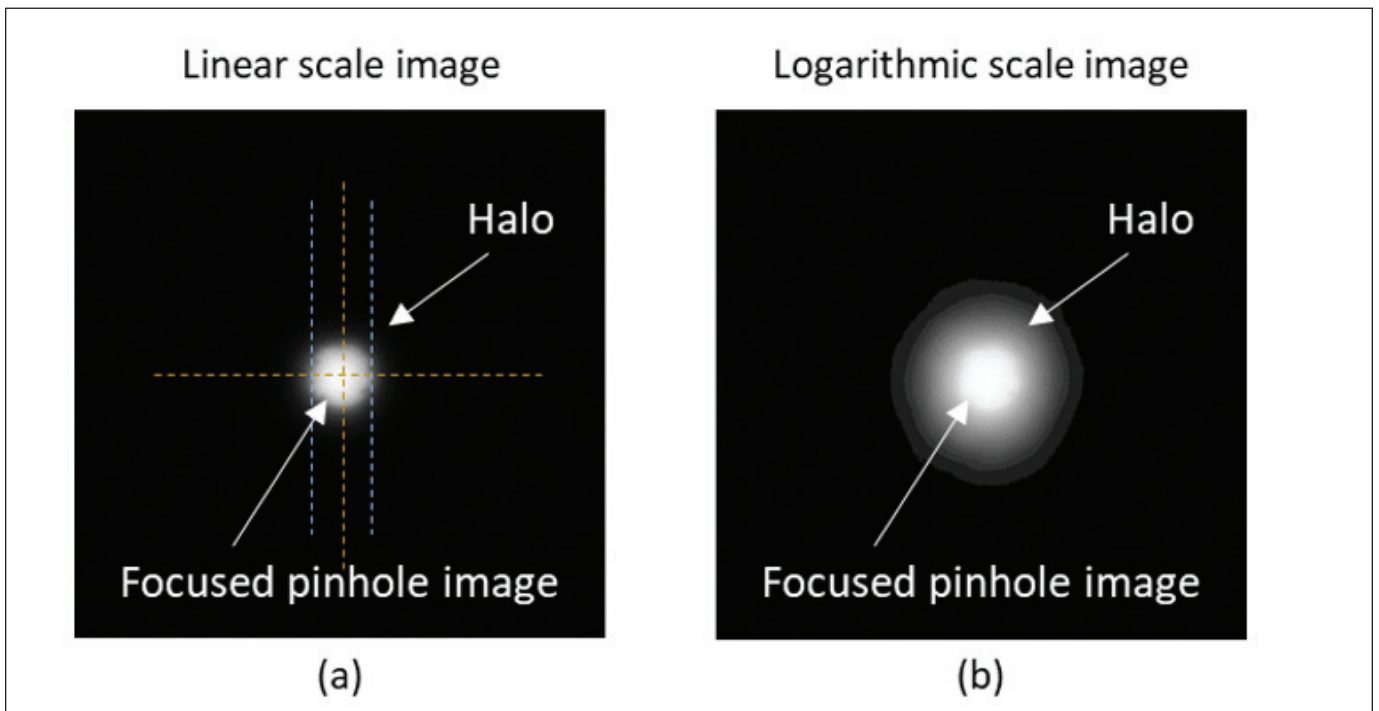 Linear scale image
Logarithmic scale image
Halo
Focused pinhole image
Halo
Focused pinhole image
(a)
(b)